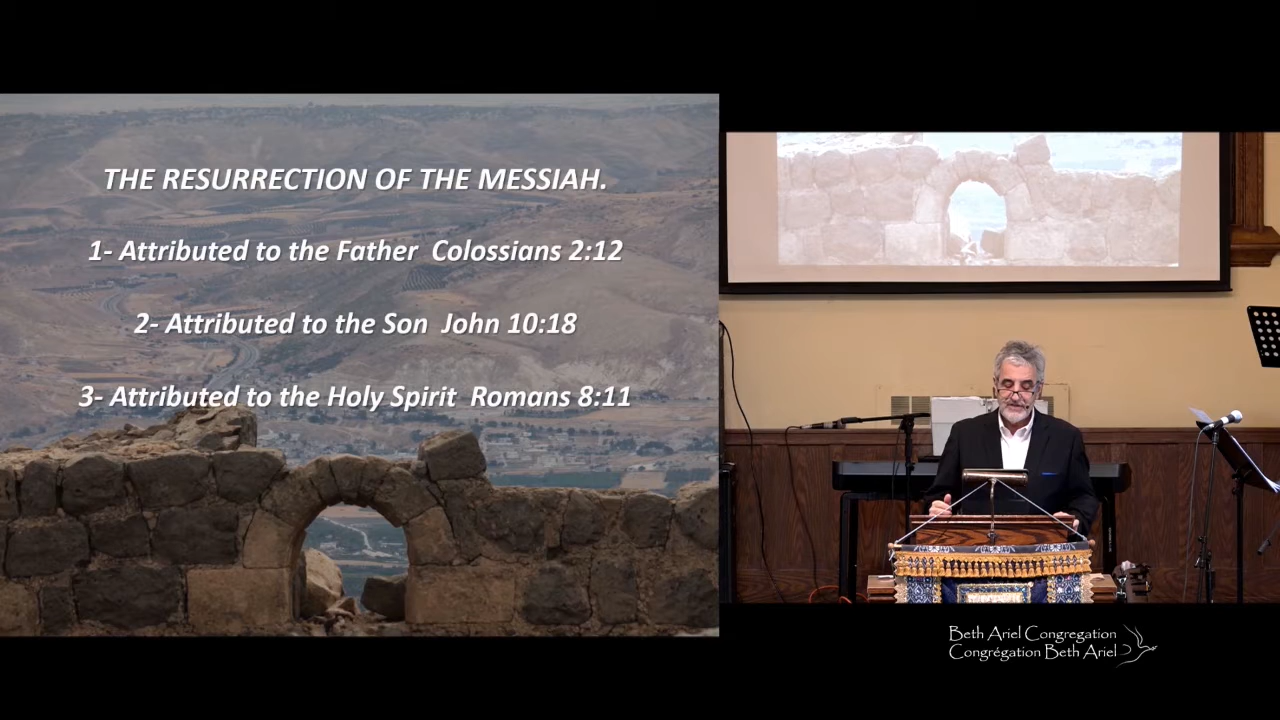 THE RESURRECTION OF THE MESSIAH.
1- Attributed to the Father Colossians 2:12
2- Attributed to the Son John 10:18
3- Attributed to the Holy Spirit Romans 8:11
Beth Ariel Congregation
Congrégation Beth Ariel